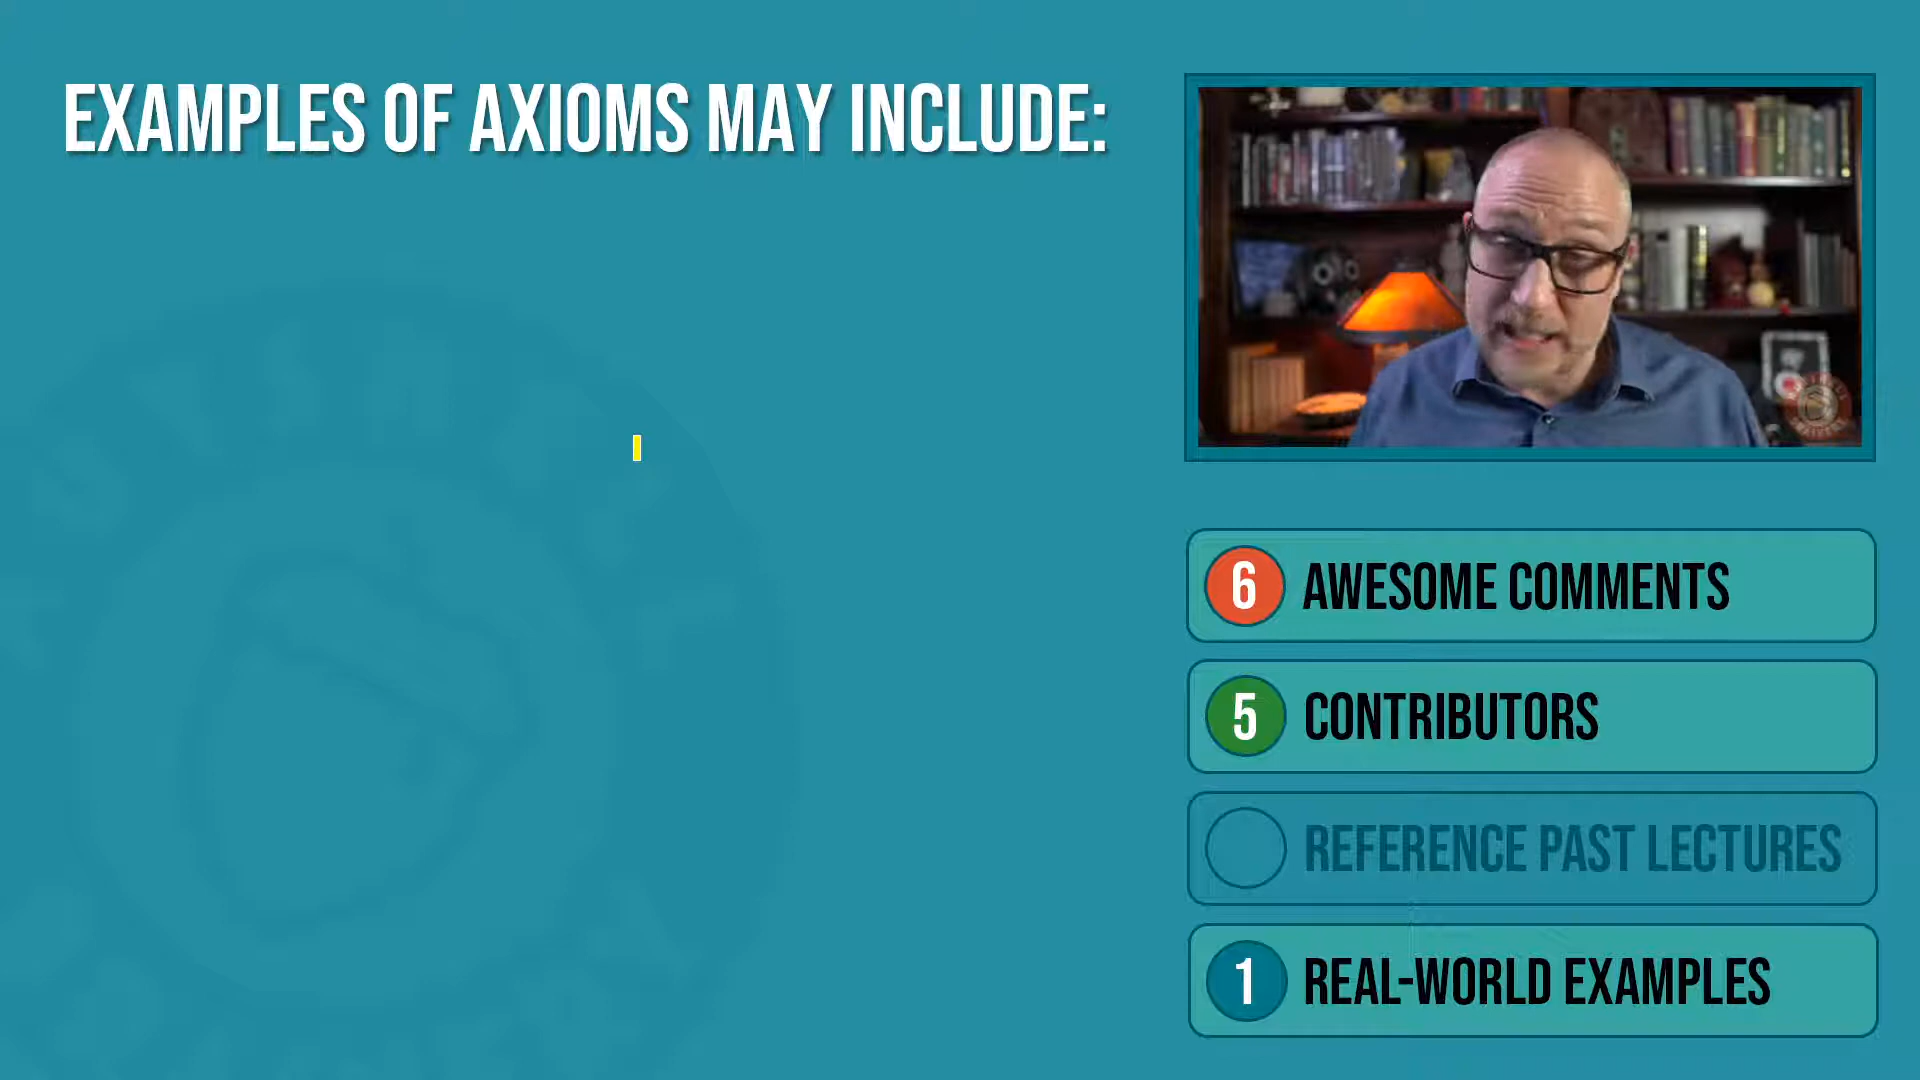 EXAMPLES OF AXIOMS MAY INCLUDE:
6 AWESOME COMMENTS
5 CONTRIBUTORS
REFERENCE PAST LECTURES
1 REAL-WORLD EXAMPLES